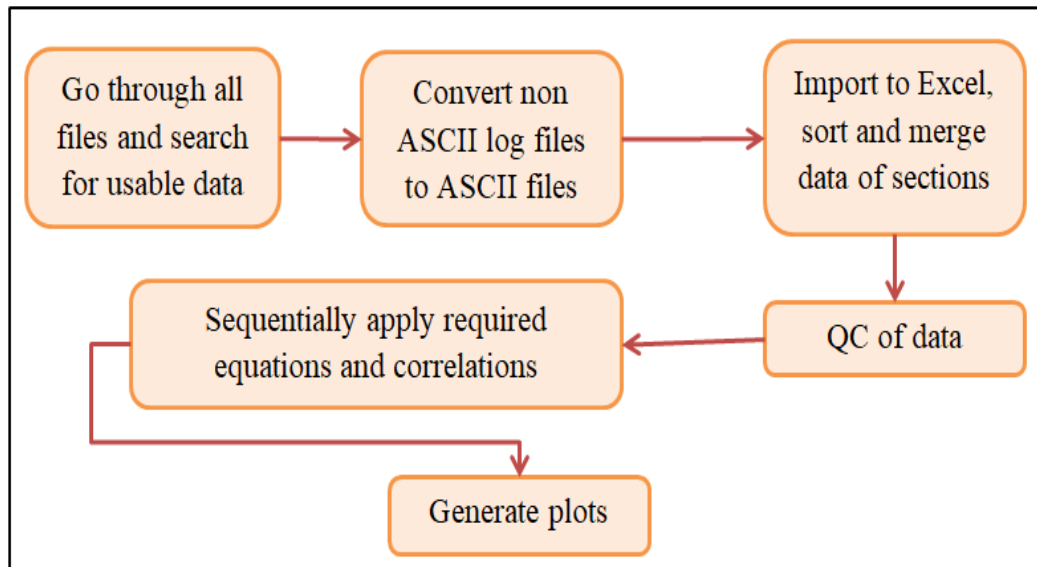 Go through all
files and search
for usable data
Convert non
ASCII log files
to ASCII files
Import to Excel,
sort and merge
data of sections
QC of data
Sequentially apply required
equations and correlations
Generate plots